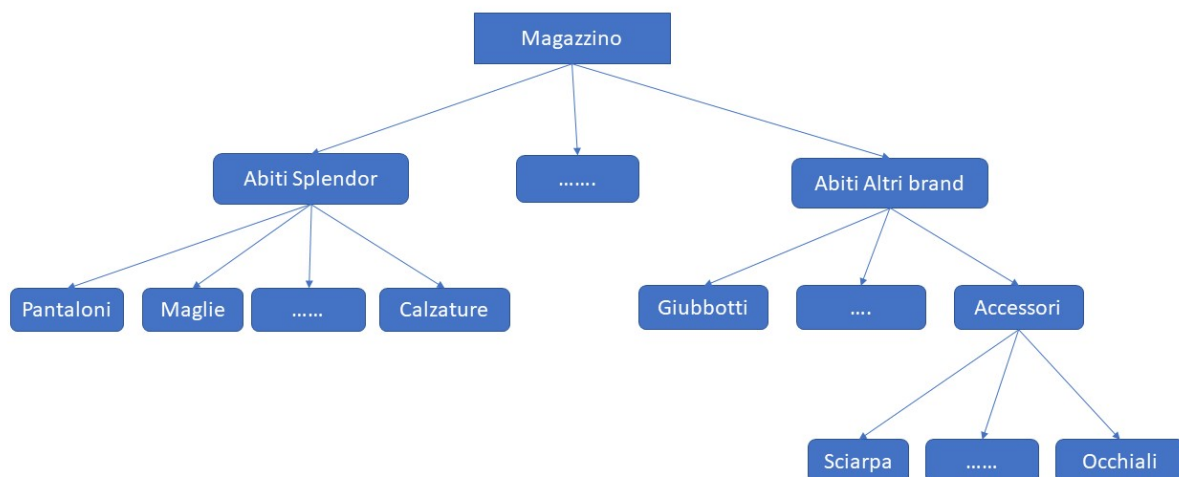 Magazzino
Abiti Splendor
…….
Abiti Altri brand
Pantaloni
Maglie
……
Calzature
Giubbotti
….
Accessori
Sciarpa
……
Occhiali